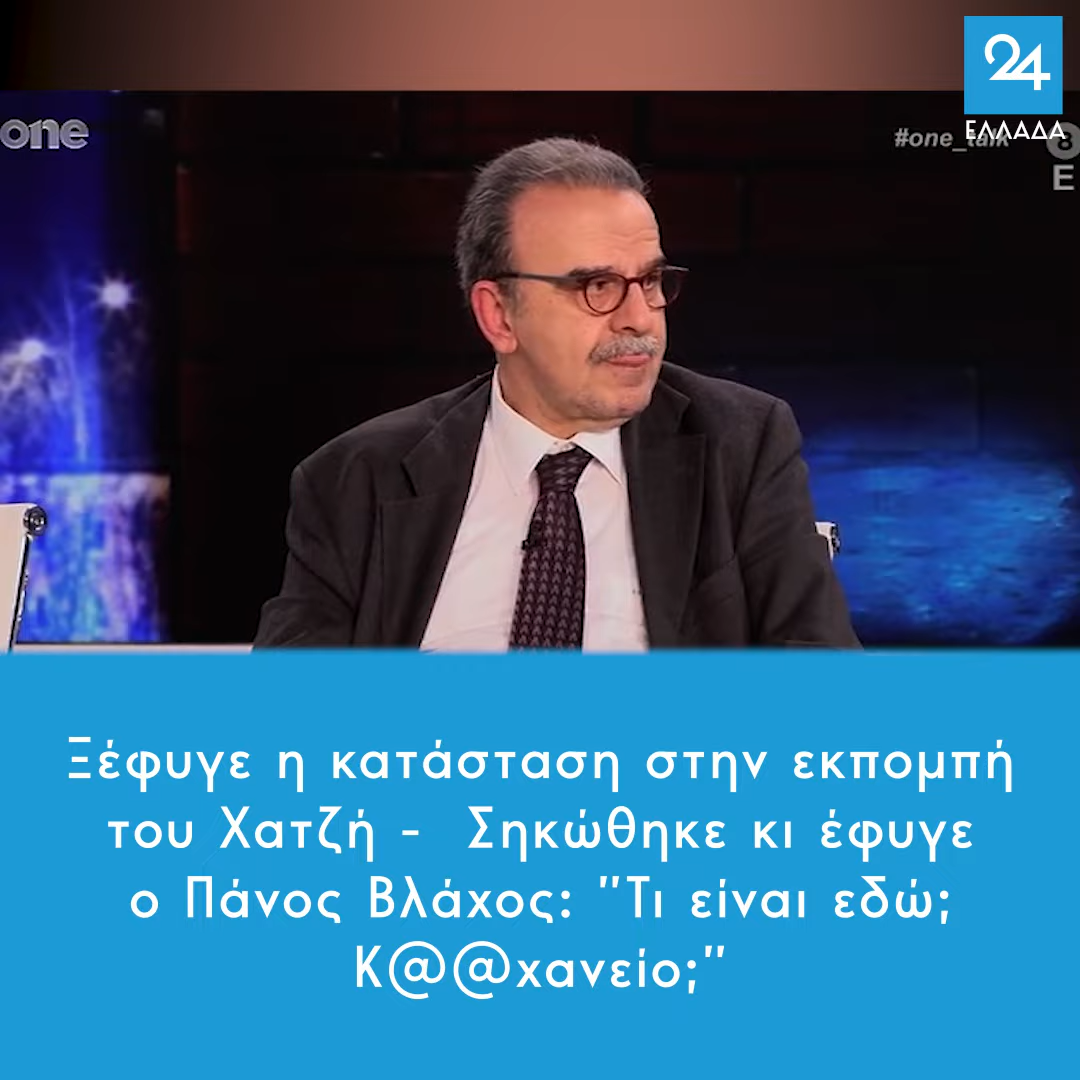 24
ΕΛΛΑΔΑ
one
#one_talk
8
E
Ξέφυγε η κατάσταση στην εκπομπή
του Χατζή - Σηκώθηκε κι έφυγε
ο Πάνος Βλάχος: "Τι είναι εδώ;
Κ@@χανείο;"